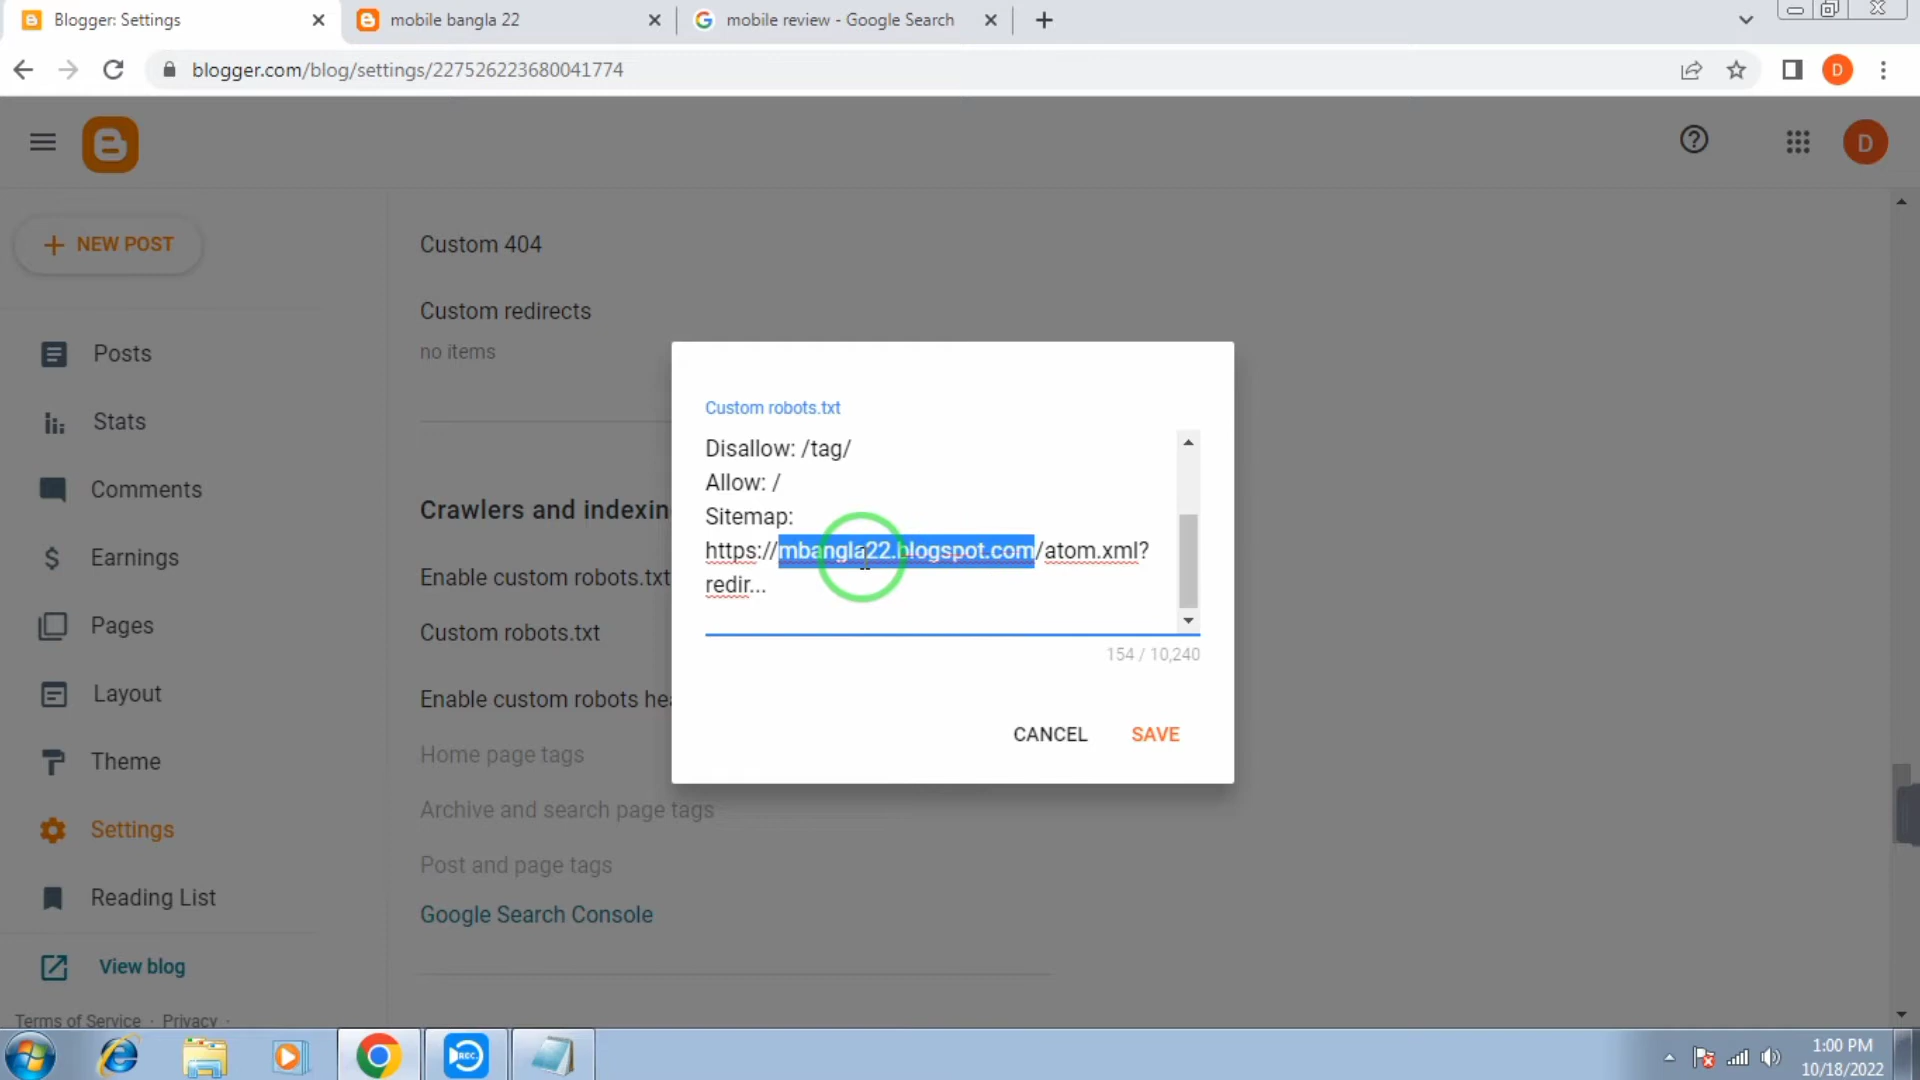 Blogger: Settings
mobile bangla 22
mobile review - Google Search
blogger.com/blog/settings/227526223680041774
D
D
NEW POST
Posts
Stats
Comments
Earnings
Pages
Layout
Theme
Settings
Reading List
View blog
Terms of Service · Privacy ·
Custom 404
Custom redirects
no items
Crawlers and indexin
Enable custom robots.txt
Custom robots.txt
Enable custom robots hea
Home page tags
Archive and search page tags
Post and page tags
Google Search Console
Custom robots.txt
Disallow: /tag/
Allow: /
Sitemap:
https://mbangla22.blogspot.com/atom.xml?
redir...
154 / 10,240
CANCEL
SAVE
REC
1:00 PM
10/18/2022